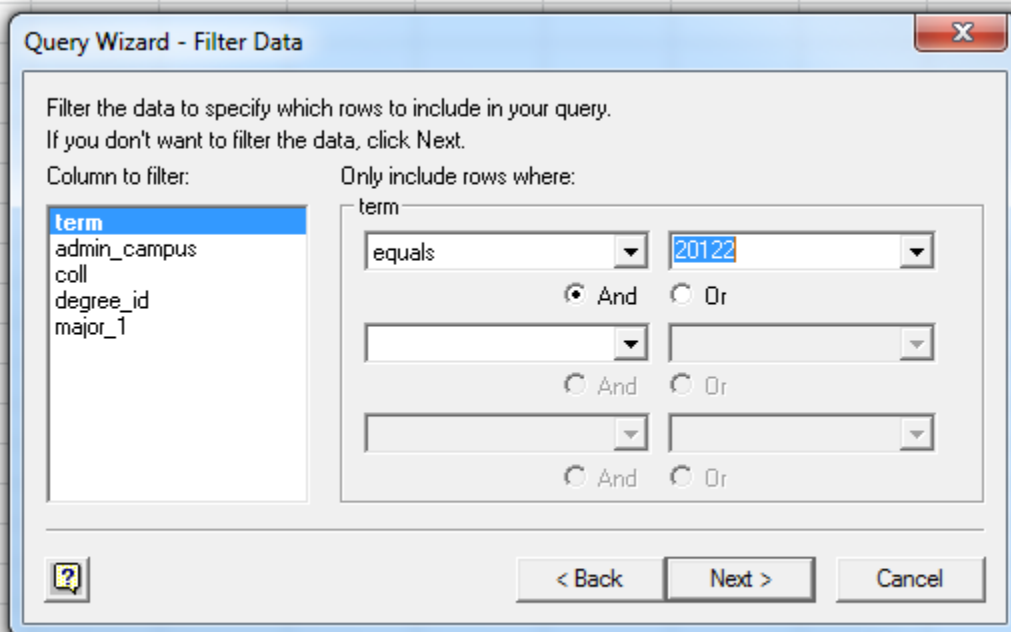 Query Wizard - Filter Data
Filter the data to specify which rows to include in your query.
If you don't want to filter the data, click Next.
Column to filter:
Only include rows where:
term
admin_campus
coll
degree_id
major_1
term
equals
20122
And
Or
And
Or
And
Or
?
< Back
Next >
Cancel